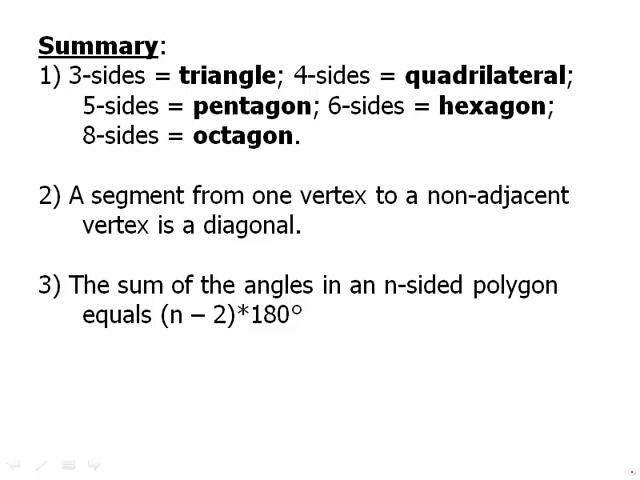 Summary:
1) 3-sides = triangle; 4-sides = quadrilateral;
5-sides = pentagon; 6-sides = hexagon;
8-sides = octagon.
2) A segment from one vertex to a non-adjacent
vertex is a diagonal.
3) The sum of the angles in an n-sided polygon
equals (n – 2)*180°